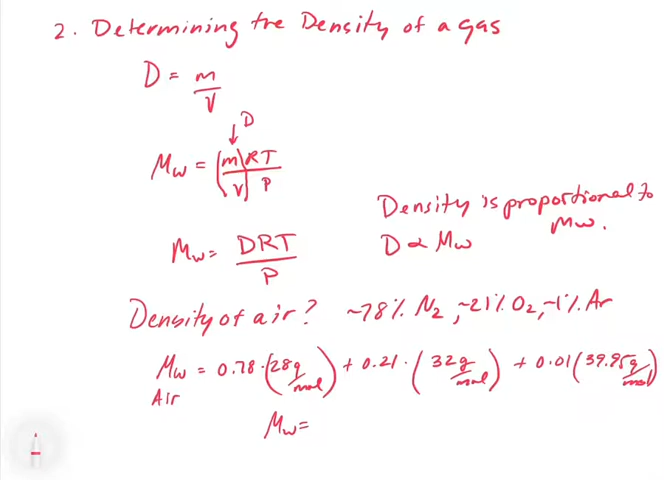 2. Determining the Density of a gas
D = m/V
↓ D
Mw = (m/V) RT/P
Density is proportional to
Mw.
Mw = DRT/P
D ∝ Mw
Density of air? ~78% N₂, ~21% O₂, ~1% Ar
Mw = 0.78 · (28g/mol) + 0.21 · (32g/mol) + 0.01 (39.95g/mol)
AIr
Mw =